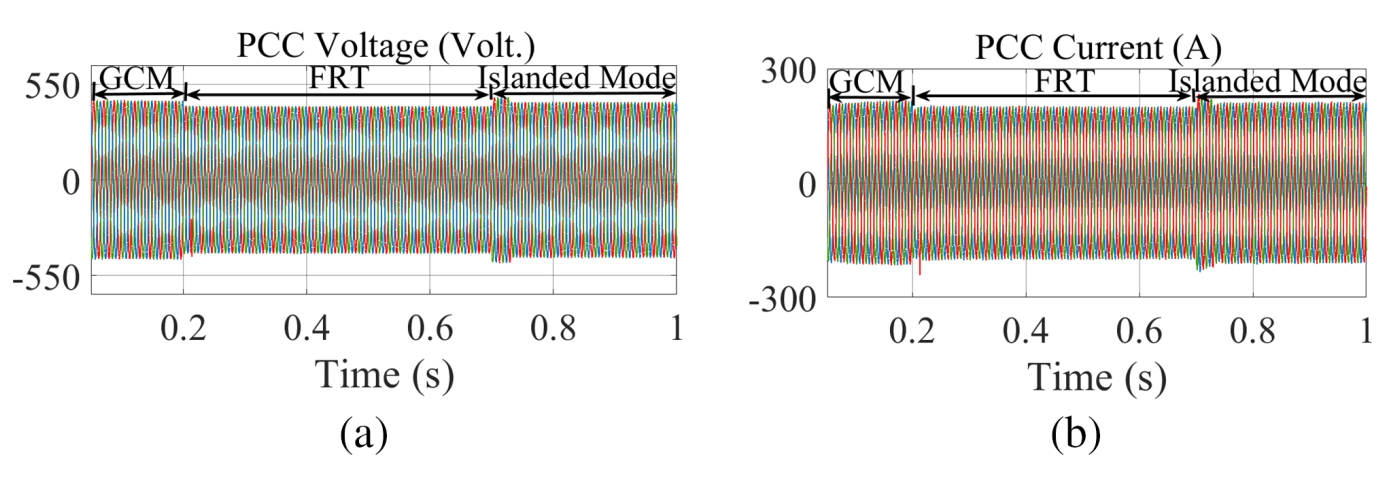 PCC Voltage (Volt.)
550
0
-550
GCM
FRT
Islanded Mode
0.2
0.4
0.6
0.8
1
Time (s)
(a)
PCC Current (A)
300
0
-300
GCM
FRT
Islanded Mode
0.2
0.4
0.6
0.8
1
Time (s)
(b)